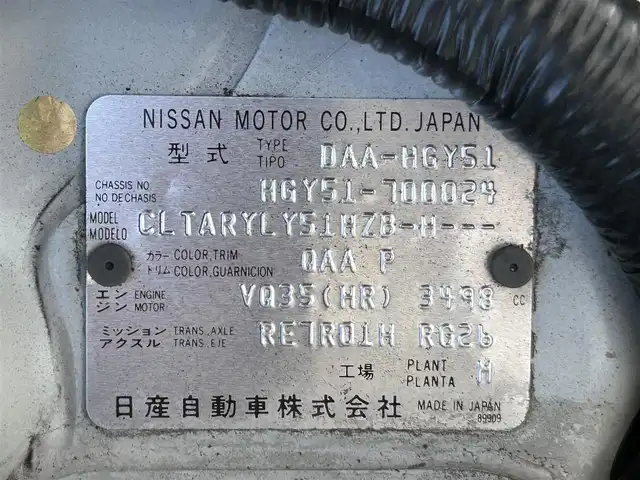 NISSAN MOTOR CO.,LTD. JAPAN
型式 TYPE TIPO DAA-HGY51
CHASSIS NO. NO DE CHASIS HGY51-700024
MODEL MODELO CLTARYLY51HZB-H---
カラー COLOR,TRIM トリム COLOR,GUARNICION QAA P
エンジン ENGINE MOTOR VQ35(HR) 3498 CC
ミッション TRANS.,AXLE アクスル TRANS.,EJE RE7R01H RG26
工場 PLANT PLANTA M
日産自動車株式会社 MADE IN JAPAN
89909